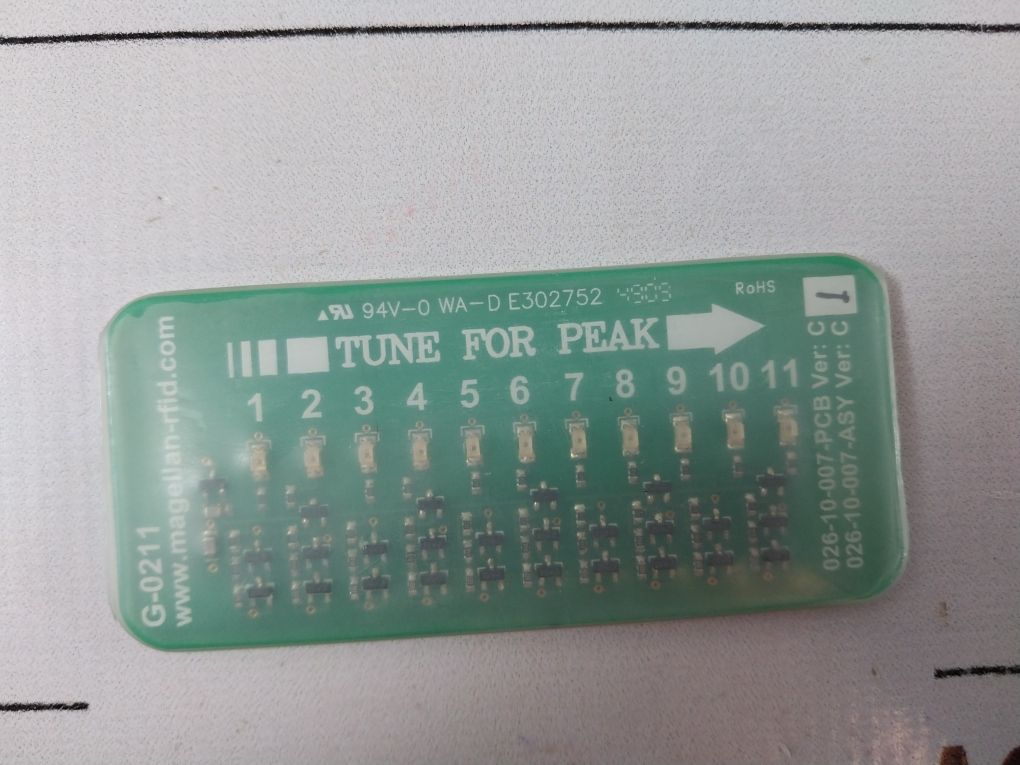 94V-0 WA-D E302752 4909
RoHS
TUNE FOR PEAK
1 2 3 4 5 6 7 8 9 10 11
G-0211
www.magellan-rfid.com
026-10-007-PCB Ver: C
026-10-007-ASY Ver: C